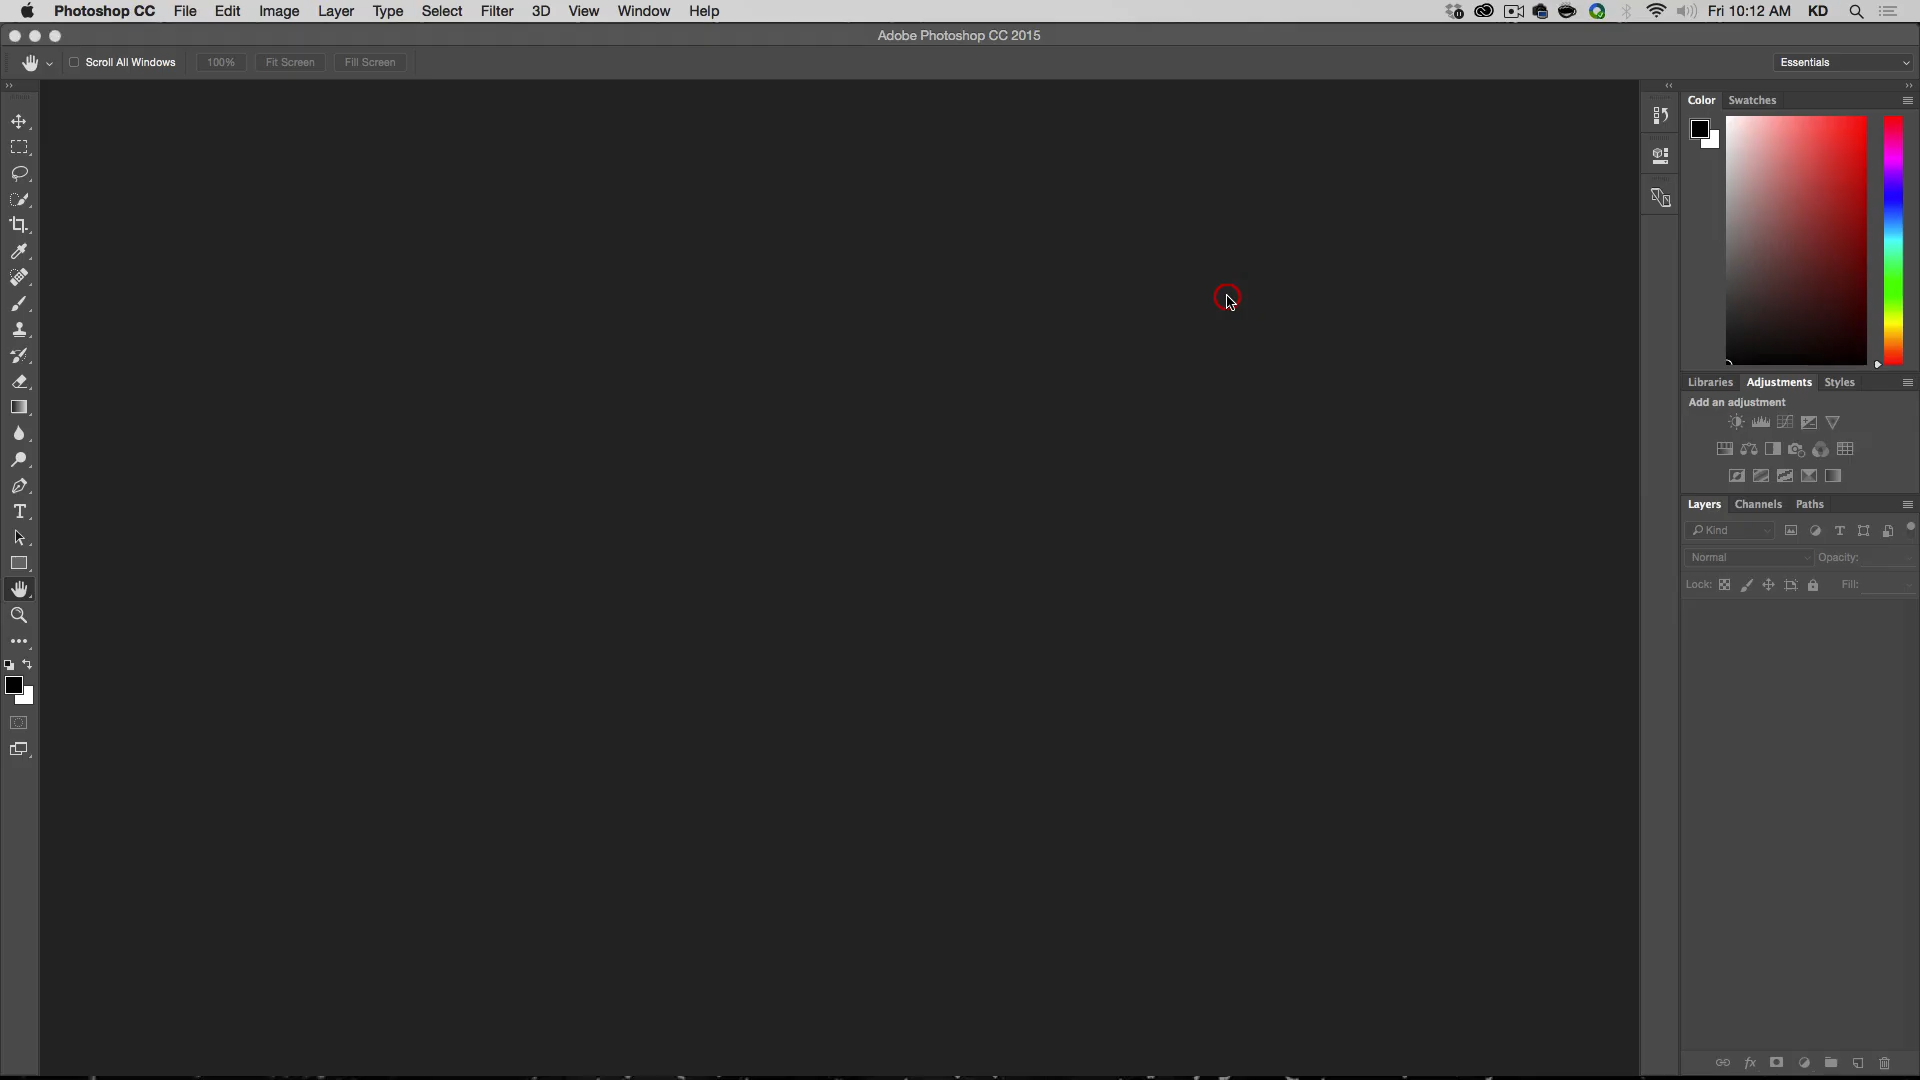 Photoshop CC File Edit Image Layer Type Select Filter 3D View Window Help Fri 10:12 AM KD
Adobe Photoshop CC 2015
Scroll All Windows 100% Fit Screen Fill Screen Essentials
Color Swatches
Libraries Adjustments Styles
Add an adjustment
Layers Channels Paths
Kind
Normal Opacity:
Lock: Fill: